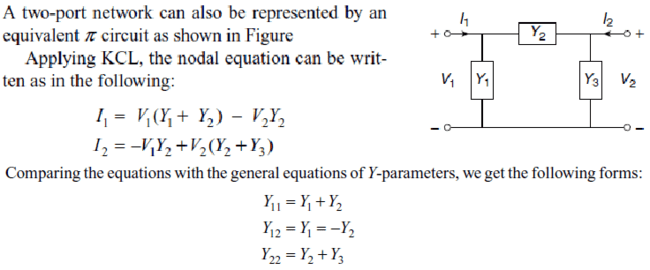 A two-port network can also be represented by an
equivalent π circuit as shown in Figure
Applying KCL, the nodal equation can be writ-
ten as in the following:
I₁ = V₁(Y₁ + Y₂) − V₂Y₂
I₂ = −V₁Y₂ + V₂(Y₂ + Y₃)
I₁ I₂
+ Y₂ +
V₁ Y₁ Y₃ V₂
− −
Comparing the equations with the general equations of Y-parameters, we get the following forms:
Y₁₁ = Y₁ + Y₂
Y₁₂ = Y₁ = −Y₂
Y₂₂ = Y₂ + Y₃